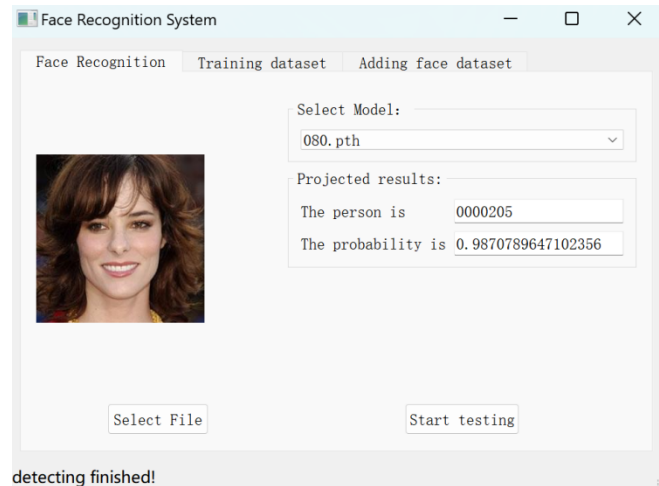 Face Recognition System
Face Recognition Training dataset Adding face dataset
Select Model:
080.pth
Projected results:
The person is 0000205
The probability is 0.9870789647102356
Select File Start testing
detecting finished!